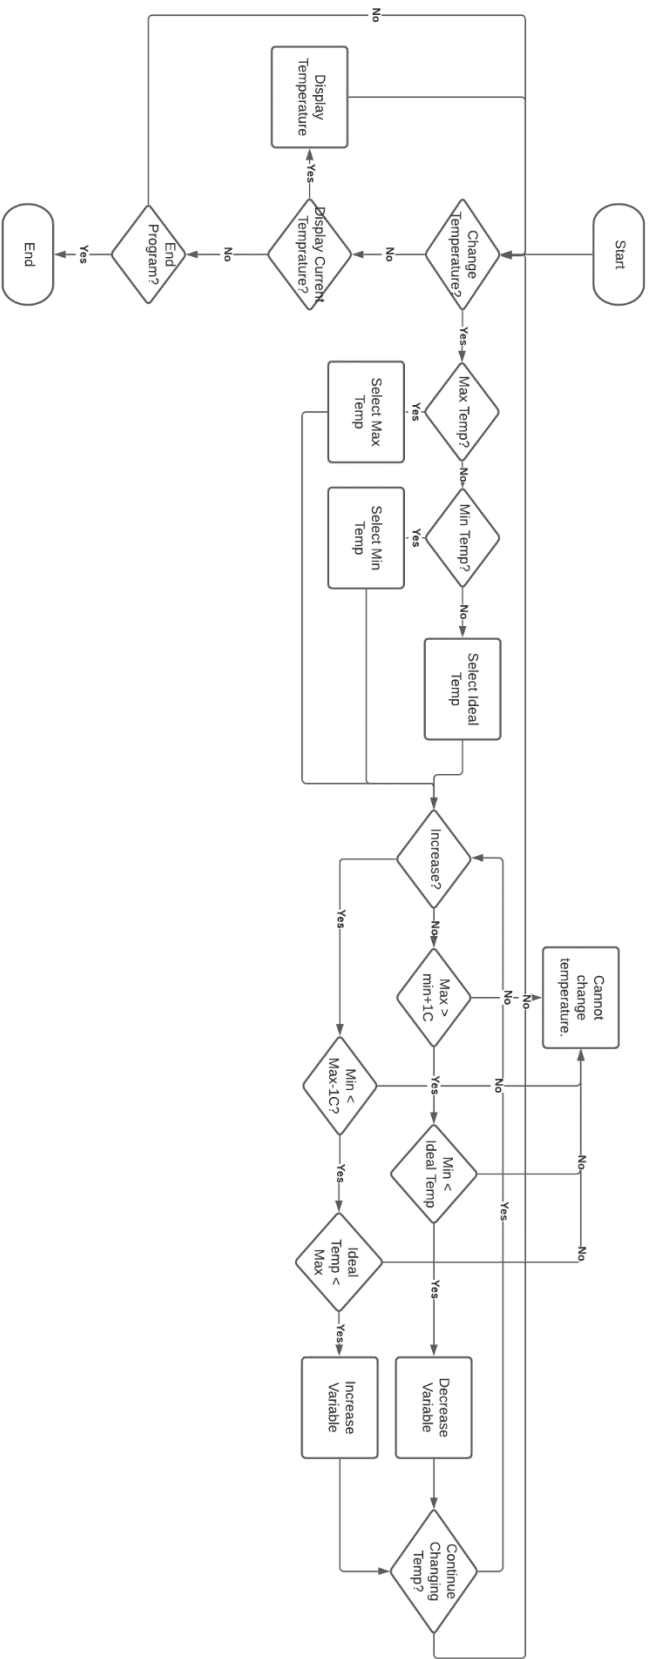 Start
Change
Temperature?
No
Display Current
Temprature?
Yes
Display
Temperature
No
End
Program?
No
Yes
End
Yes
Max Temp?
Yes
Select Max
Temp
No
Min Temp?
Yes
Select Min
Temp
No
Select Ideal
Temp
Increase?
No
Yes
Max >
min+1C
No
No
Cannot
change
temperature.
Yes
Min <
Max-1C?
No
Yes
Min <
Ideal Temp
No
Yes
Ideal
Temp <
Max
No
Yes
Yes
Decrease
Variable
Increase
Variable
Continue
Changing
Temp?
Yes